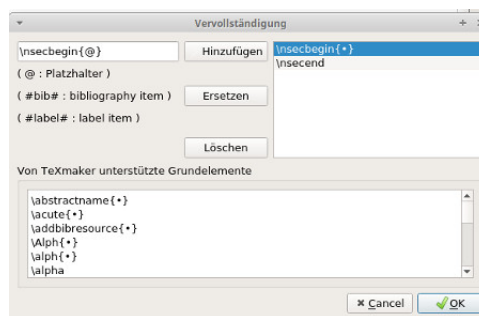 Vervollständigung
\nsecbegin{@}
Hinzufügen
( @ : Platzhalter )
( #bib# : bibliography item )
Ersetzen
( #label# : label item )
Löschen
\nsecbegin{•}
\nsecend
Von TeXmaker unterstützte Grundelemente
\abstractname{•}
\acute{•}
\addbibresource{•}
\Alph{•}
\alph{•}
\alpha
Cancel
OK